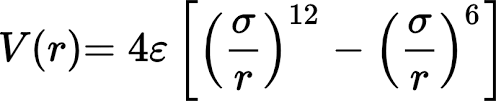 V(r)= 4ε [ (σ/r)^12 − (σ/r)^6 ]